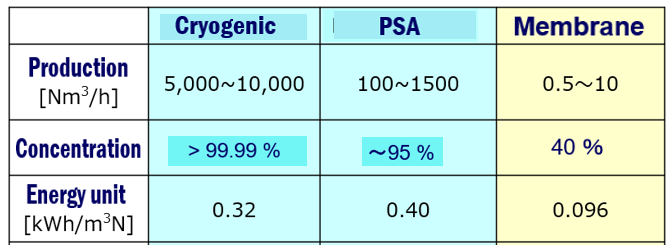 Cryogenic PSA Membrane
Production
[Nm³/h] 5,000~10,000 100~1500 0.5～10
Concentration > 99.99 % ～95 % 40 %
Energy unit
[kWh/m³N] 0.32 0.40 0.096